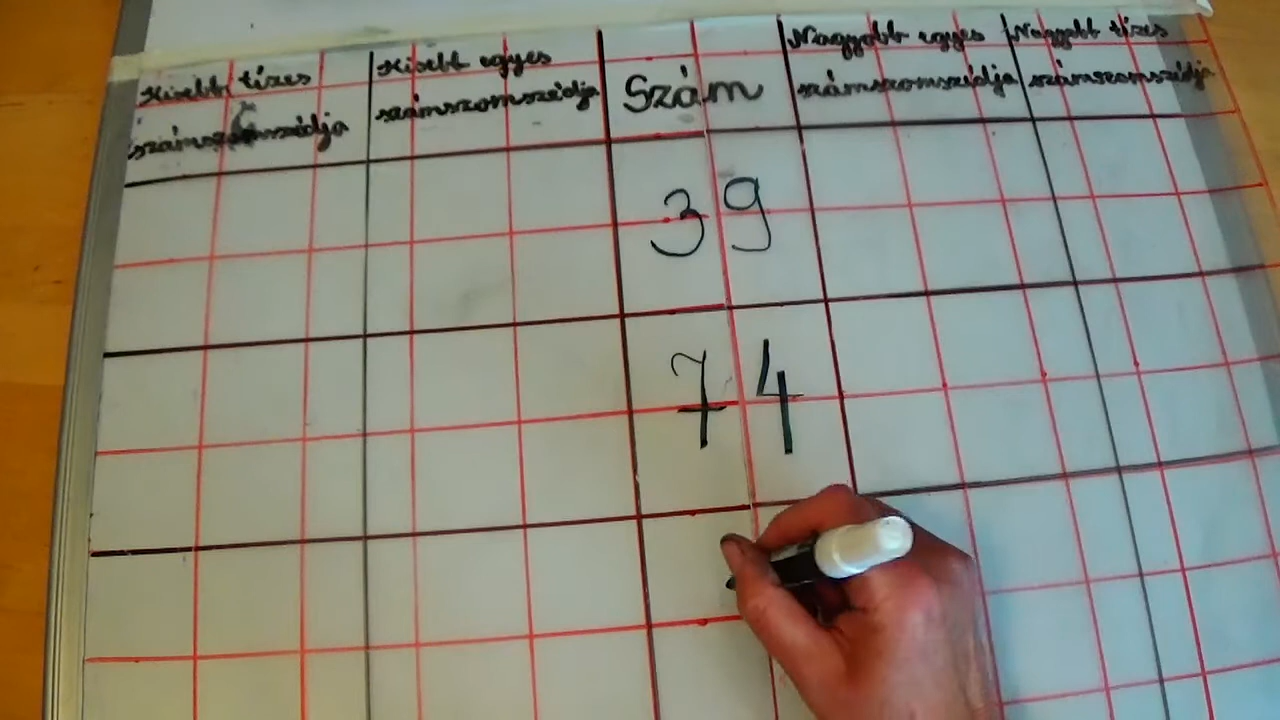 Kisebb tízes
számszomszédja
Kisebb egyes
számszomszédja
Szám
Nagyobb egyes
számszomszédja
Nagyobb tízes
számszomszédja
39
74